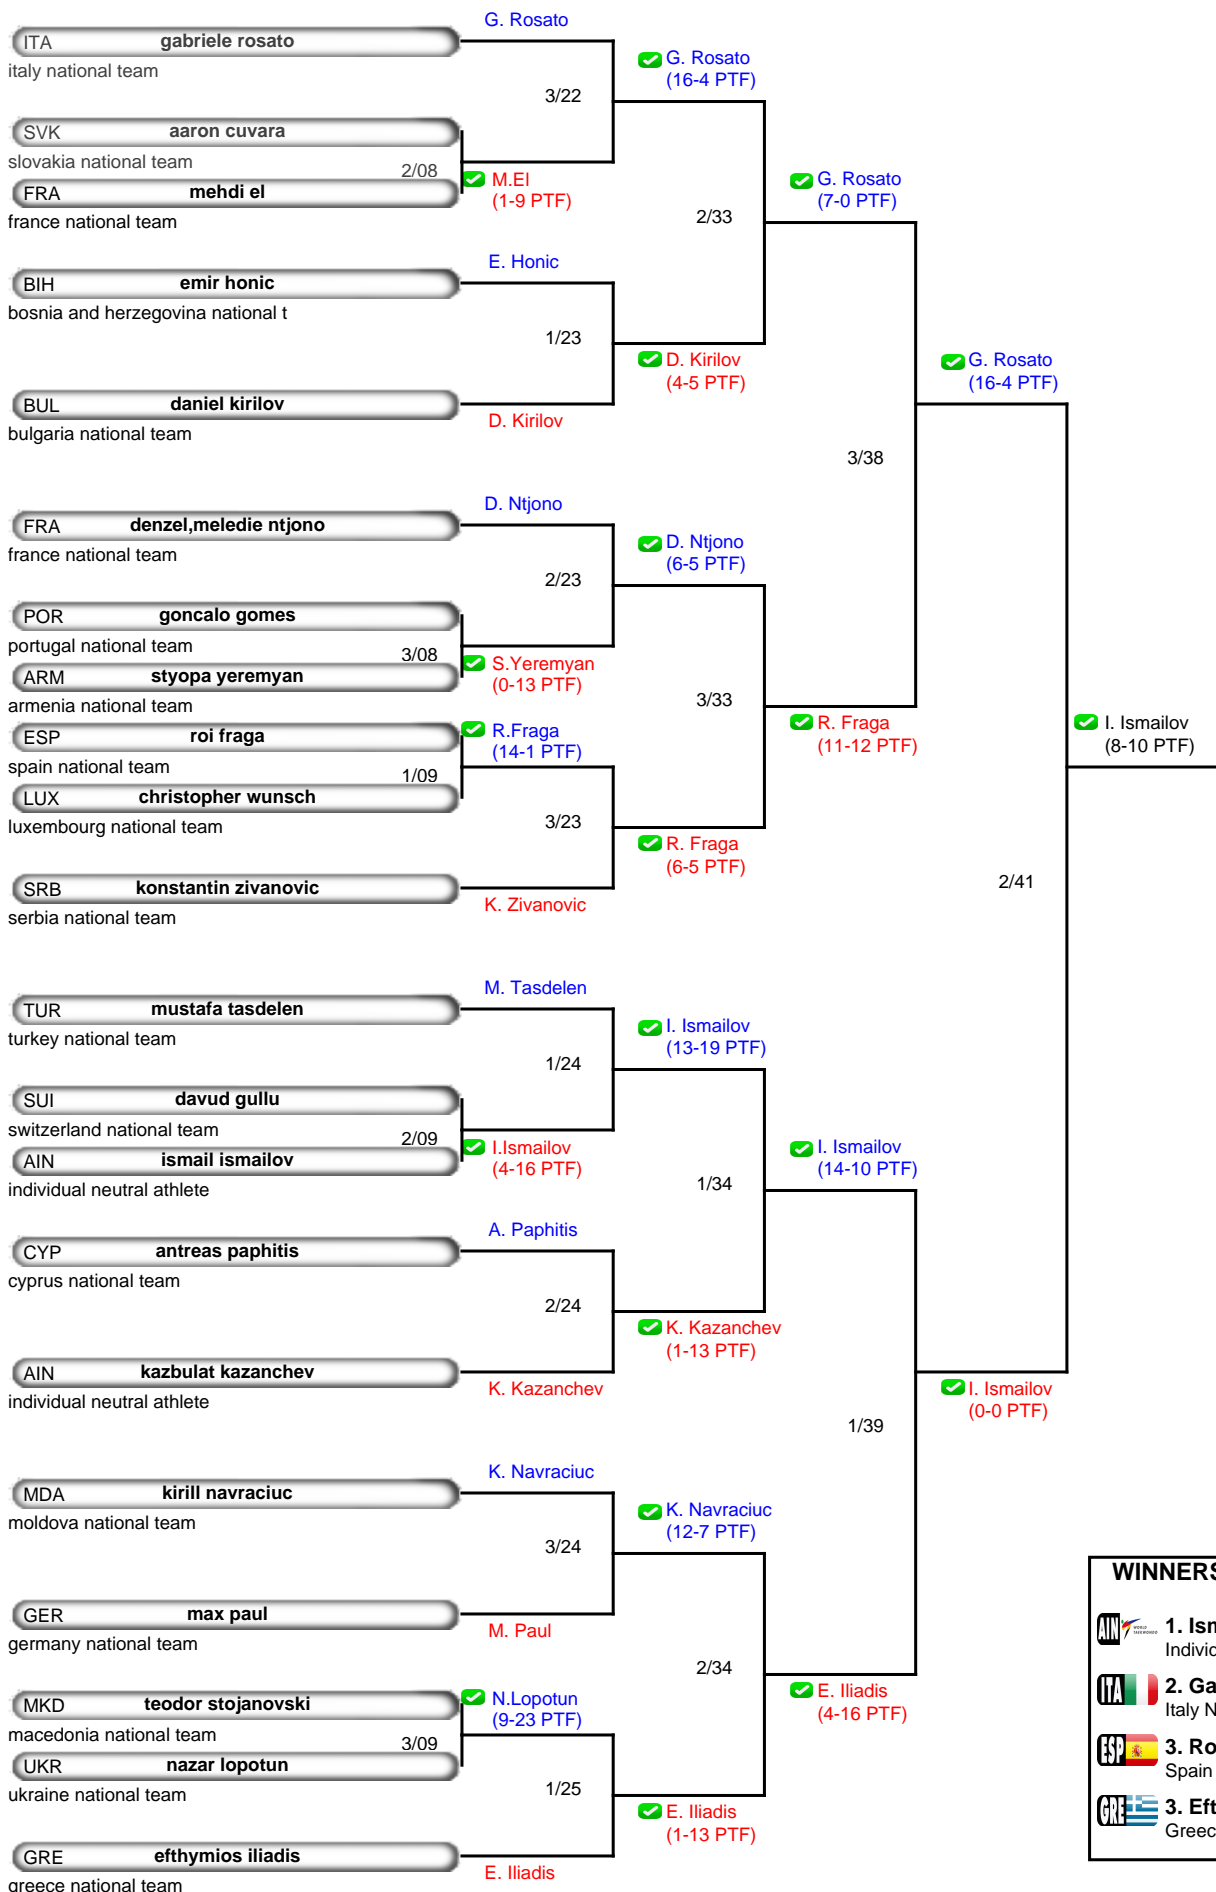 G. Rosato
ITA gabriele rosato
italy national team
G. Rosato
(16-4 PTF)
3/22
SVK aaron cuvara
slovakia national team
2/08
FRA mehdi el
france national team
M.El
(1-9 PTF)
G. Rosato
(7-0 PTF)
2/33
E. Honic
BIH emir honic
bosnia and herzegovina national t
1/23
D. Kirilov
(4-5 PTF)
BUL daniel kirilov
bulgaria national team
D. Kirilov
G. Rosato
(16-4 PTF)
3/38
D. Ntjono
FRA denzel,meledie ntjono
france national team
D. Ntjono
(6-5 PTF)
2/23
POR goncalo gomes
portugal national team
3/08
ARM styopa yeremyan
armenia national team
S.Yeremyan
(0-13 PTF)
3/33
ESP roi fraga
spain national team
R.Fraga
(14-1 PTF)
1/09
LUX christopher wunsch
luxembourg national team
R. Fraga
(11-12 PTF)
I. Ismailov
(8-10 PTF)
3/23
R. Fraga
(6-5 PTF)
SRB konstantin zivanovic
serbia national team
K. Zivanovic
2/41
M. Tasdelen
TUR mustafa tasdelen
turkey national team
I. Ismailov
(13-19 PTF)
1/24
SUI davud gullu
switzerland national team
2/09
AIN ismail ismailov
individual neutral athlete
I.Ismailov
(4-16 PTF)
I. Ismailov
(14-10 PTF)
1/34
A. Paphitis
CYP antreas paphitis
cyprus national team
2/24
K. Kazanchev
(1-13 PTF)
AIN kazbulat kazanchev
individual neutral athlete
K. Kazanchev
I. Ismailov
(0-0 PTF)
1/39
K. Navraciuc
MDA kirill navraciuc
moldova national team
K. Navraciuc
(12-7 PTF)
3/24
GER max paul
germany national team
M. Paul
2/34
MKD teodor stojanovski
macedonia national team
N.Lopotun
(9-23 PTF)
3/09
UKR nazar lopotun
ukraine national team
E. Iliadis
(4-16 PTF)
1/25
E. Iliadis
(1-13 PTF)
GRE efthymios iliadis
greece national team
E. Iliadis
WINNERS
AIN 1. Ism
Individ
ITA 2. Ga
Italy N
ESP 3. Ro
Spain
GRE 3. Eft
Greec